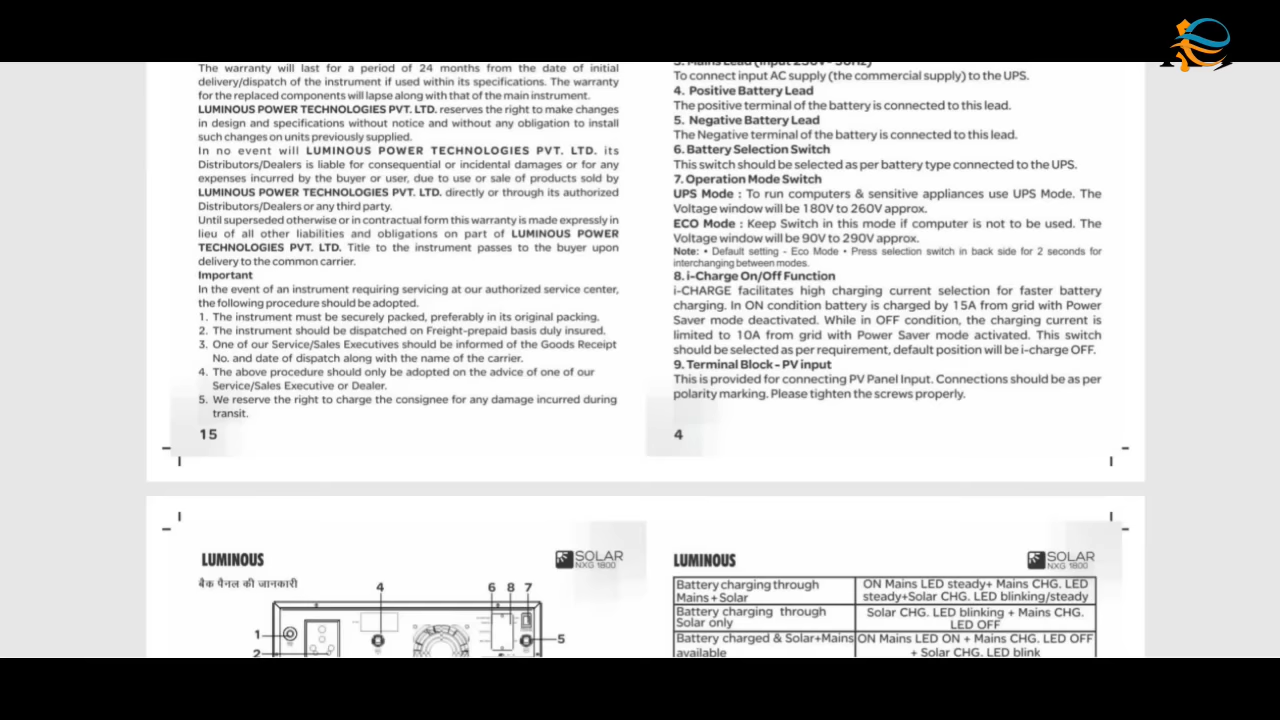 The warranty will last for a period of 24 months from the date of initial
delivery/dispatch of the instrument if used within its specifications. The warranty
for the replaced components will lapse along with that of the main instrument.
LUMINOUS POWER TECHNOLOGIES PVT. LTD. reserves the right to make changes
in design and specifications without notice and without any obligation to install
such changes on units previously supplied.
In no event will LUMINOUS POWER TECHNOLOGIES PVT. LTD. its
Distributors/Dealers is liable for consequential or incidental damages or for any
expenses incurred by the buyer or user, due to use or sale of products sold by
LUMINOUS POWER TECHNOLOGIES PVT. LTD. directly or through its authorized
Distributors/Dealers or any third party.
Until superseded otherwise or in contractual form this warranty is made expressly in
lieu of all other liabilities and obligations on part of LUMINOUS POWER
TECHNOLOGIES PVT. LTD. Title to the instrument passes to the buyer upon
delivery to the common carrier.
Important
In the event of an instrument requiring servicing at our authorized service center,
the following procedure should be adopted.
1. The instrument must be securely packed, preferably in its original packing.
2. The instrument should be dispatched on Freight-prepaid basis duly insured.
3. One of our Service/Sales Executives should be informed of the Goods Receipt
No. and date of dispatch along with the name of the carrier.
4. The above procedure should only be adopted on the advice of one of our
Service/Sales Executive or Dealer.
5. We reserve the right to charge the consignee for any damage incurred during
transit.
15
3. Mains Lead (Input 230V - 50Hz)
To connect input AC supply (the commercial supply) to the UPS.
4. Positive Battery Lead
The positive terminal of the battery is connected to this lead.
5. Negative Battery Lead
The Negative terminal of the battery is connected to this lead.
6. Battery Selection Switch
This switch should be selected as per battery type connected to the UPS.
7. Operation Mode Switch
UPS Mode : To run computers & sensitive appliances use UPS Mode. The
Voltage window will be 180V to 260V approx.
ECO Mode : Keep Switch in this mode if computer is not to be used. The
Voltage window will be 90V to 290V approx.
Note: • Default setting - Eco Mode • Press selection switch in back side for 2 seconds for
interchanging between modes.
8. i-Charge On/Off Function
i-CHARGE facilitates high charging current selection for faster battery
charging. In ON condition battery is charged by 15A from grid with Power
Saver mode deactivated. While in OFF condition, the charging current is
limited to 10A from grid with Power Saver mode activated. This switch
should be selected as per requirement, default position will be i-charge OFF.
9. Terminal Block - PV input
This is provided for connecting PV Panel Input. Connections should be as per
polarity marking. Please tighten the screws properly.
4
LUMINOUS
SOLAR
NXG 1800
बैक पैनल की जानकारी
4
6 8 7
1
5
2
LUMINOUS
SOLAR
NXG 1800
Battery charging through Mains + Solar
ON Mains LED steady+ Mains CHG. LED
steady+Solar CHG. LED blinking/steady
Battery charging through
Solar only
Solar CHG. LED blinking + Mains CHG.
LED OFF
Battery charged & Solar+Mains
available
ON Mains LED ON + Mains CHG. LED OFF
+ Solar CHG. LED blink